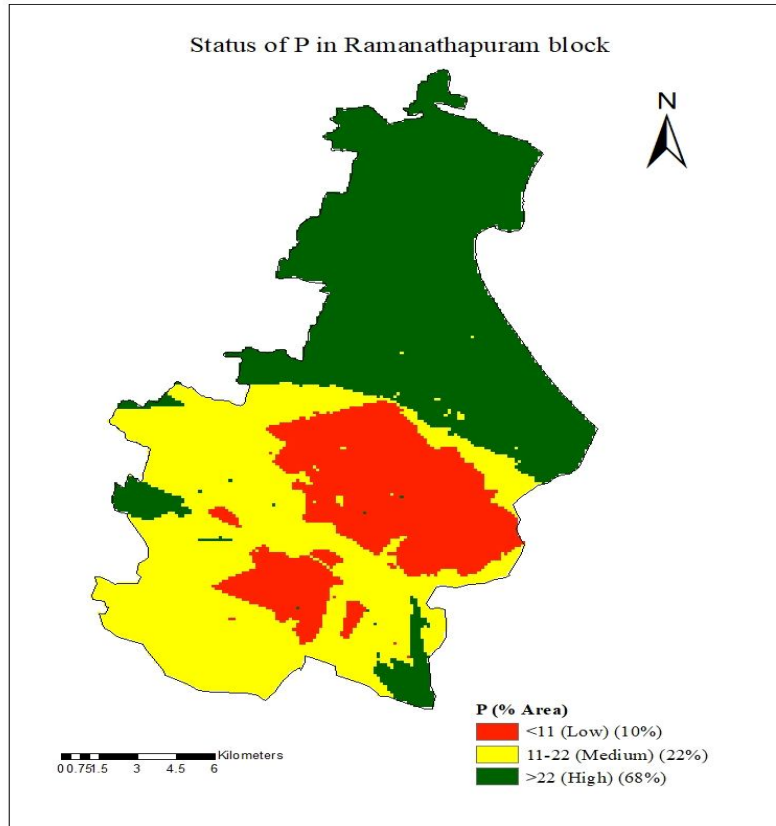 Status of P in Ramanathapuram block
N
P (% Area)
<11 (Low) (10%)
11-22 (Medium) (22%)
>22 (High) (68%)
Kilometers
0 0.75 1.5 3 4.5 6